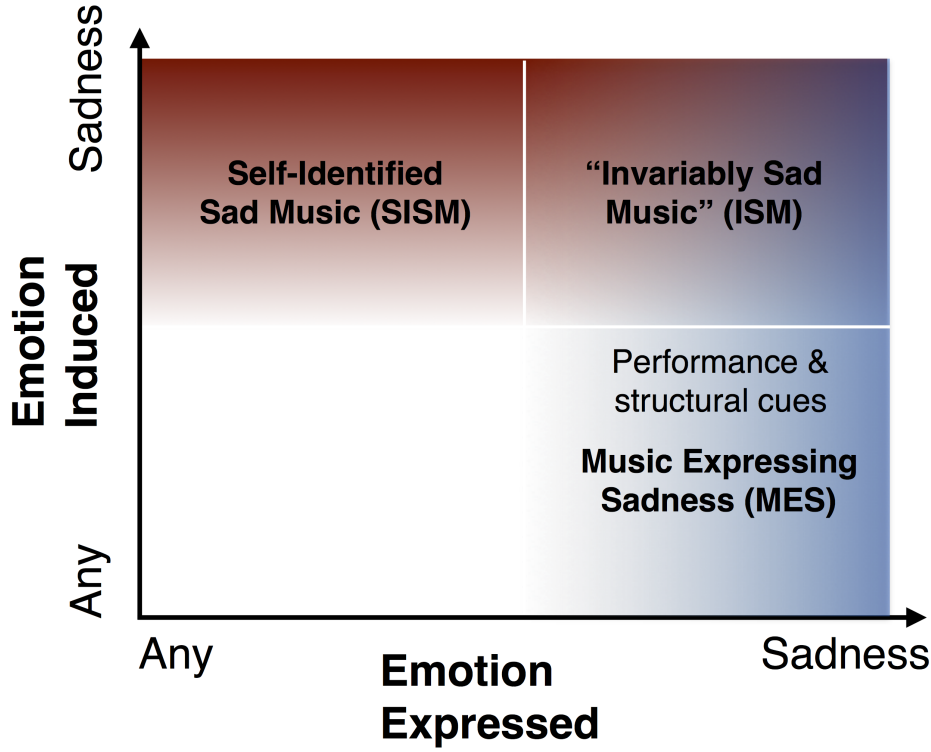 Sadness
Emotion
Induced
Any
Self-Identified
Sad Music (SISM)
“Invariably Sad
Music” (ISM)
Performance &
structural cues
Music Expressing
Sadness (MES)
Any
Sadness
Emotion
Expressed